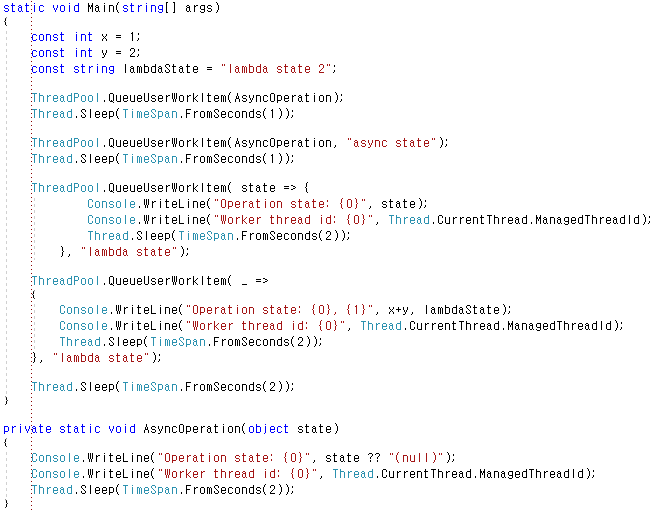 static void Main(string[] args)
{
    const int x = 1;
    const int y = 2;
    const string lambdaState = "lambda state 2";

    ThreadPool.QueueUserWorkItem(AsyncOperation);
    Thread.Sleep(TimeSpan.FromSeconds(1));

    ThreadPool.QueueUserWorkItem(AsyncOperation, "async state");
    Thread.Sleep(TimeSpan.FromSeconds(1));

    ThreadPool.QueueUserWorkItem( state => {
            Console.WriteLine("Operation state: {0}", state);
            Console.WriteLine("Worker thread id: {0}", Thread.CurrentThread.ManagedThreadId);
            Thread.Sleep(TimeSpan.FromSeconds(2));
        }, "lambda state");

    ThreadPool.QueueUserWorkItem( _ =>
    {
        Console.WriteLine("Operation state: {0}, {1}", x+y, lambdaState);
        Console.WriteLine("Worker thread id: {0}", Thread.CurrentThread.ManagedThreadId);
        Thread.Sleep(TimeSpan.FromSeconds(2));
    }, "lambda state");

    Thread.Sleep(TimeSpan.FromSeconds(2));
}

private static void AsyncOperation(object state)
{
    Console.WriteLine("Operation state: {0}", state ?? "(null)");
    Console.WriteLine("Worker thread id: {0}", Thread.CurrentThread.ManagedThreadId);
    Thread.Sleep(TimeSpan.FromSeconds(2));
}